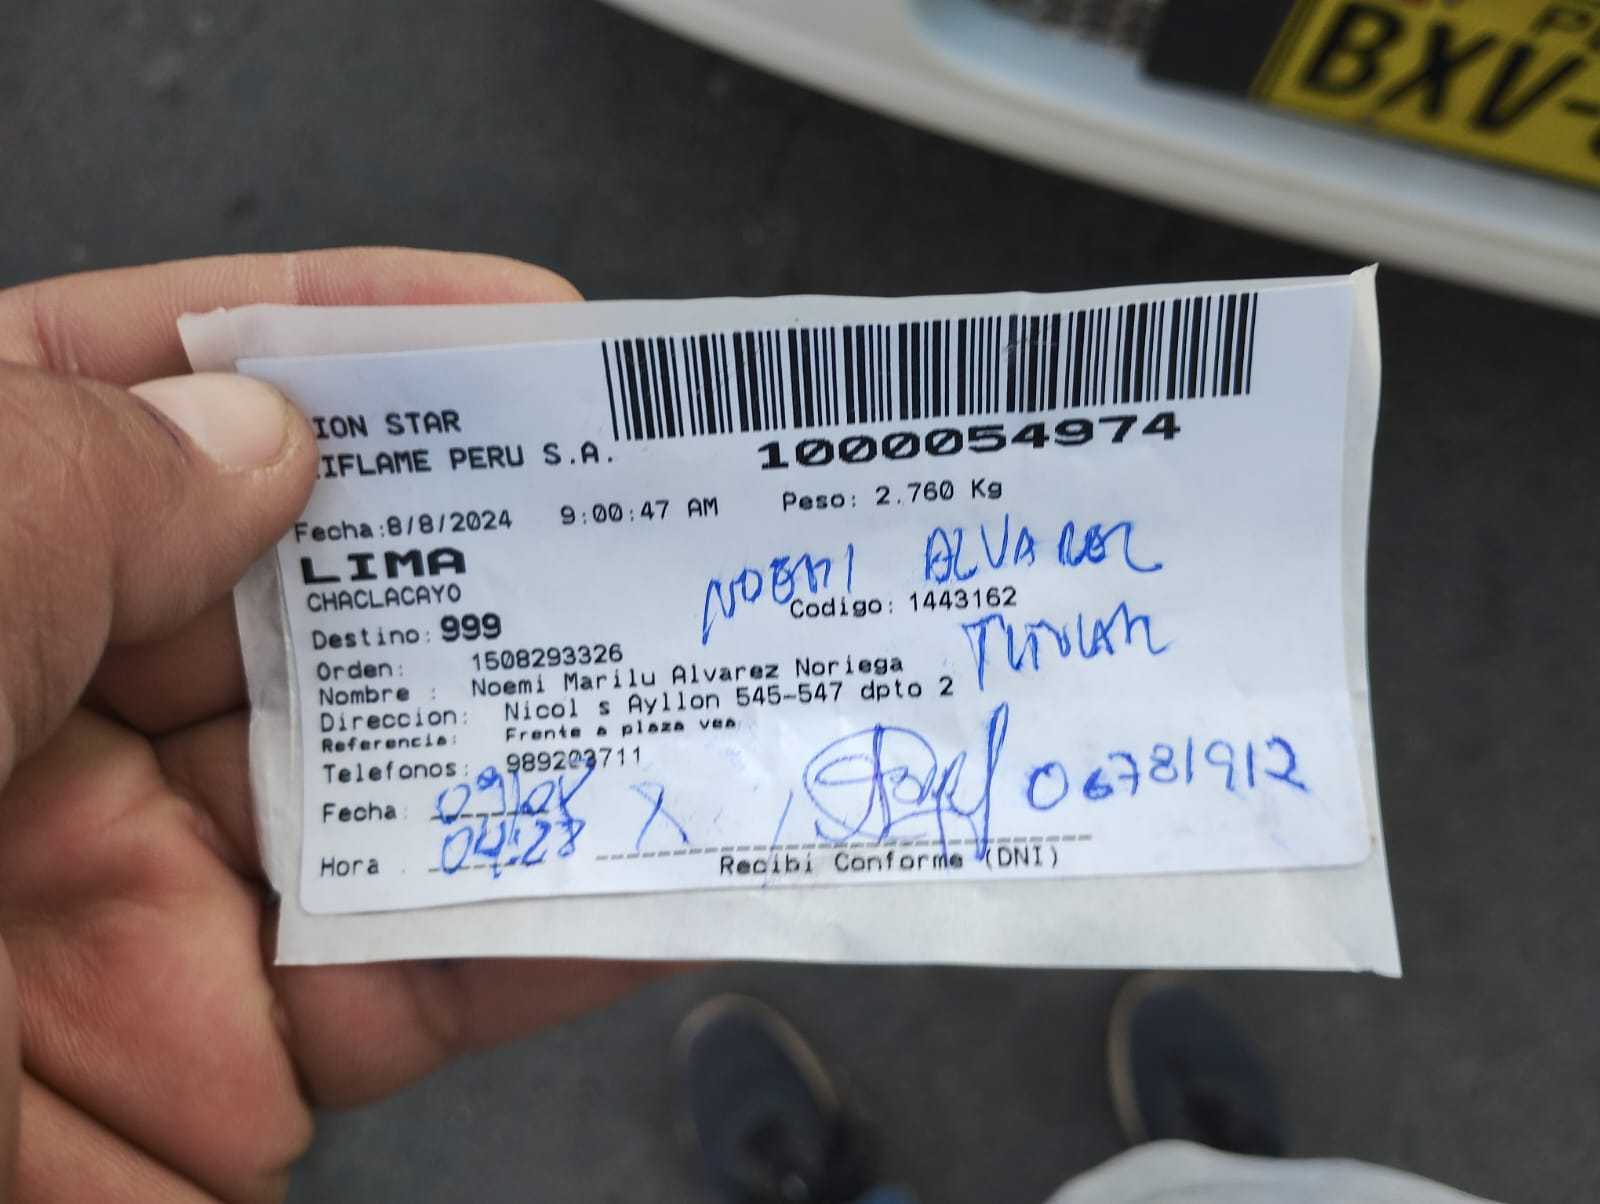 BXV-
ION STAR
IFLAME PERU S.A.
1000054974
Fecha:8/8/2024 9:00:47 AM Peso: 2.760 Kg
LIMA
NOEMI ALVAREZ
CHACLACAYO
Codigo: 1443162
Destino: 999
TITULAR
Orden: 1508293326
Nombre : Noemi Marilu Alvarez Noriega
Direccion: Nicol s Ayllon 545-547 dpto 2
Referencia: Frente a plaza vea
Telefonos: 989203711
Fecha: 09/08
06781912
Hora . 04:23
Recibi Conforme (DNI)